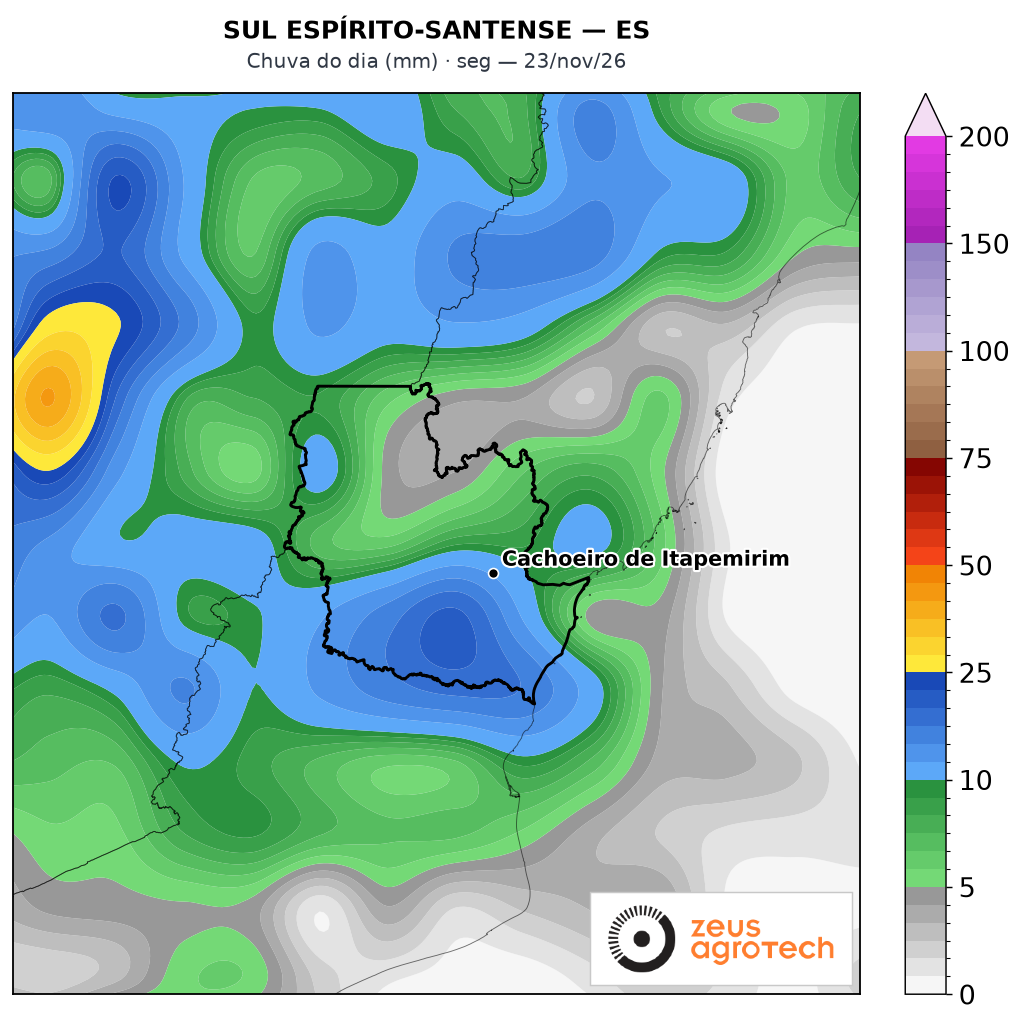 SUL ESPÍRITO-SANTENSE — ES
Chuva do dia (mm) · seg — 23/nov/26
200
150
100
75
50
25
10
5
0
Cachoeiro de Itapemirim
zeus
agrotech